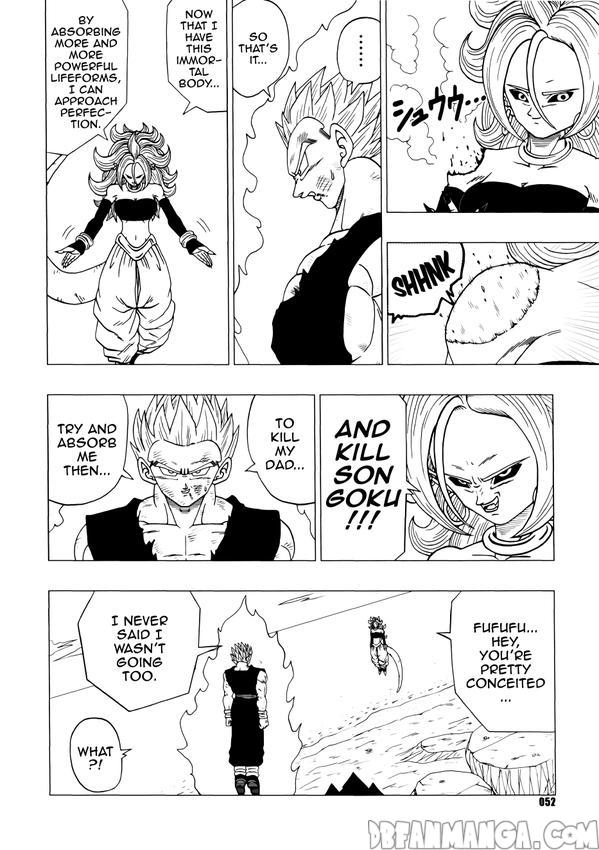 シュウウ...
SHHNK
......
SO
THAT'S
IT...
NOW
THAT I
HAVE
THIS
IMMOR-
TAL
BODY...
BY
ABSORBING
MORE AND
MORE
POWERFUL
LIFEFORMS,
I CAN
APPROACH
PERFEC-
TION.
AND
KILL
SON
GOKU
!!!
TO
KILL
MY
DAD...
TRY AND
ABSORB
ME
THEN...
FUFUFU...
HEY,
YOU'RE
PRETTY
CONCEITED
...
I NEVER
SAID I
WASN'T
GOING
TOO.
WHAT
?!
052
DBFANMANGA.COM